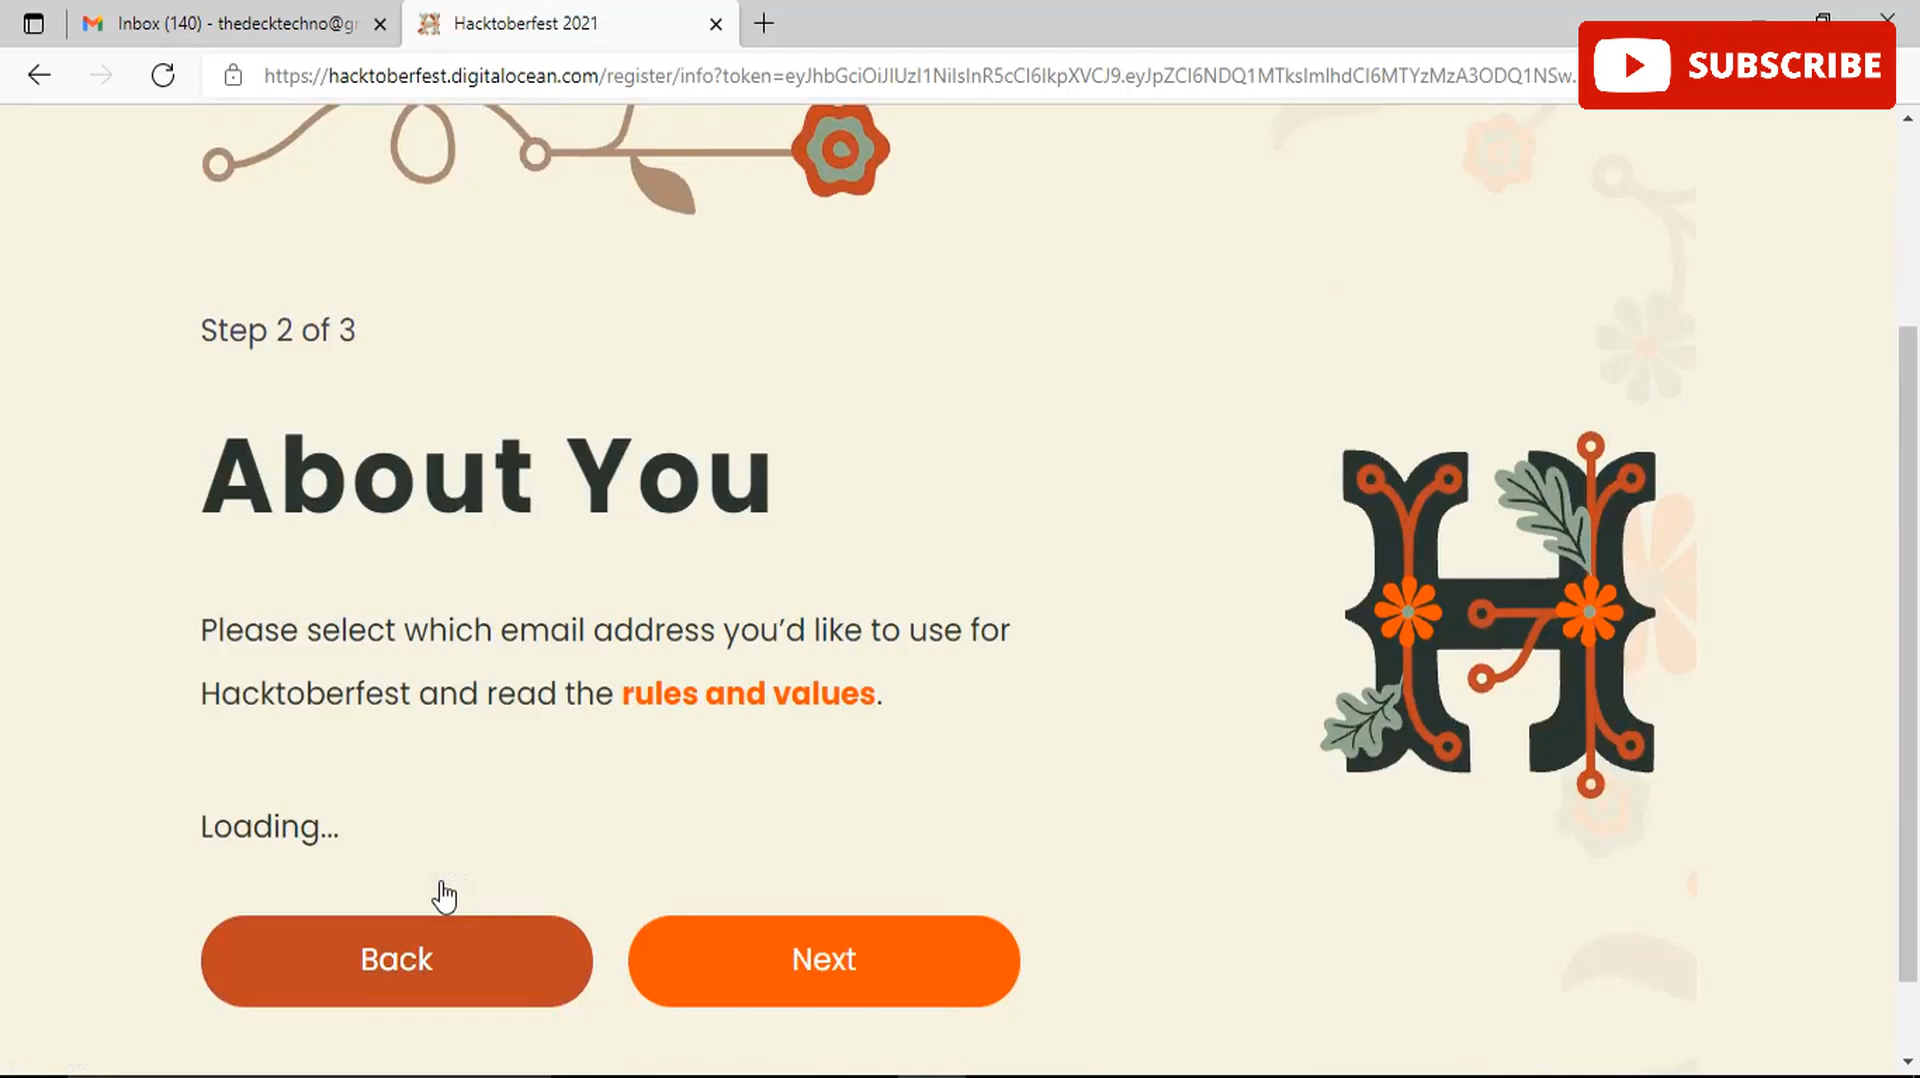 Inbox (140) - thedecktechno@g
Hacktoberfest 2021
SUBSCRIBE
https://hacktoberfest.digitalocean.com/register/info?token=eyJhbGciOiJIUzI1NiIsInR5cCI6IkpXVCJ9.eyJpZCI6NDQ1MTksImlhdCI6MTYzMzA3ODQ1NSw.
Step 2 of 3
About You
Please select which email address you’d like to use for
Hacktoberfest and read the rules and values.
Loading...
Back Next
H